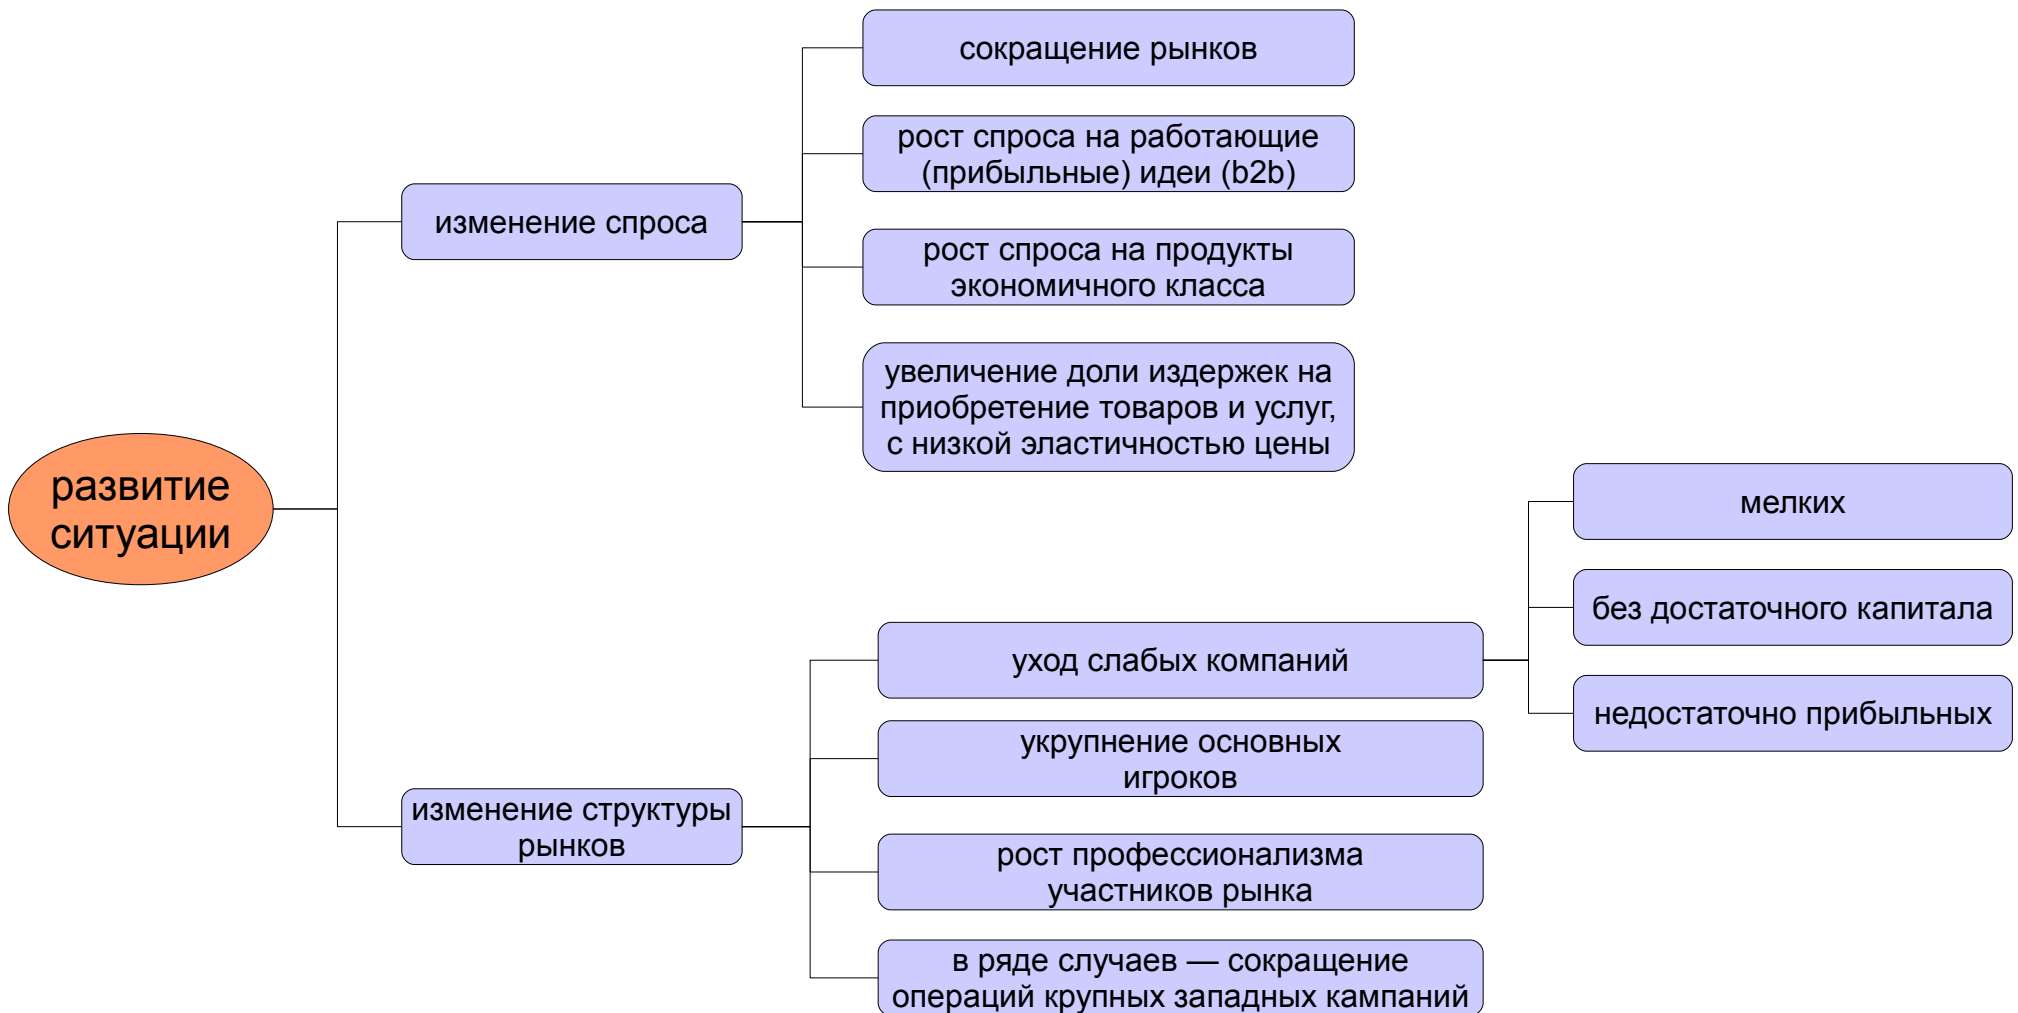 развитие
ситуации
изменение спроса
сокращение рынков
рост спроса на работающие
(прибыльные) идеи (b2b)
рост спроса на продукты
экономичного класса
увеличение доли издержек на
приобретение товаров и услуг,
с низкой эластичностью цены
изменение структуры
рынков
уход слабых компаний
мелких
без достаточного капитала
недостаточно прибыльных
укрупнение основных
игроков
рост профессионализма
участников рынка
в ряде случаев — сокращение
операций крупных западных кампаний